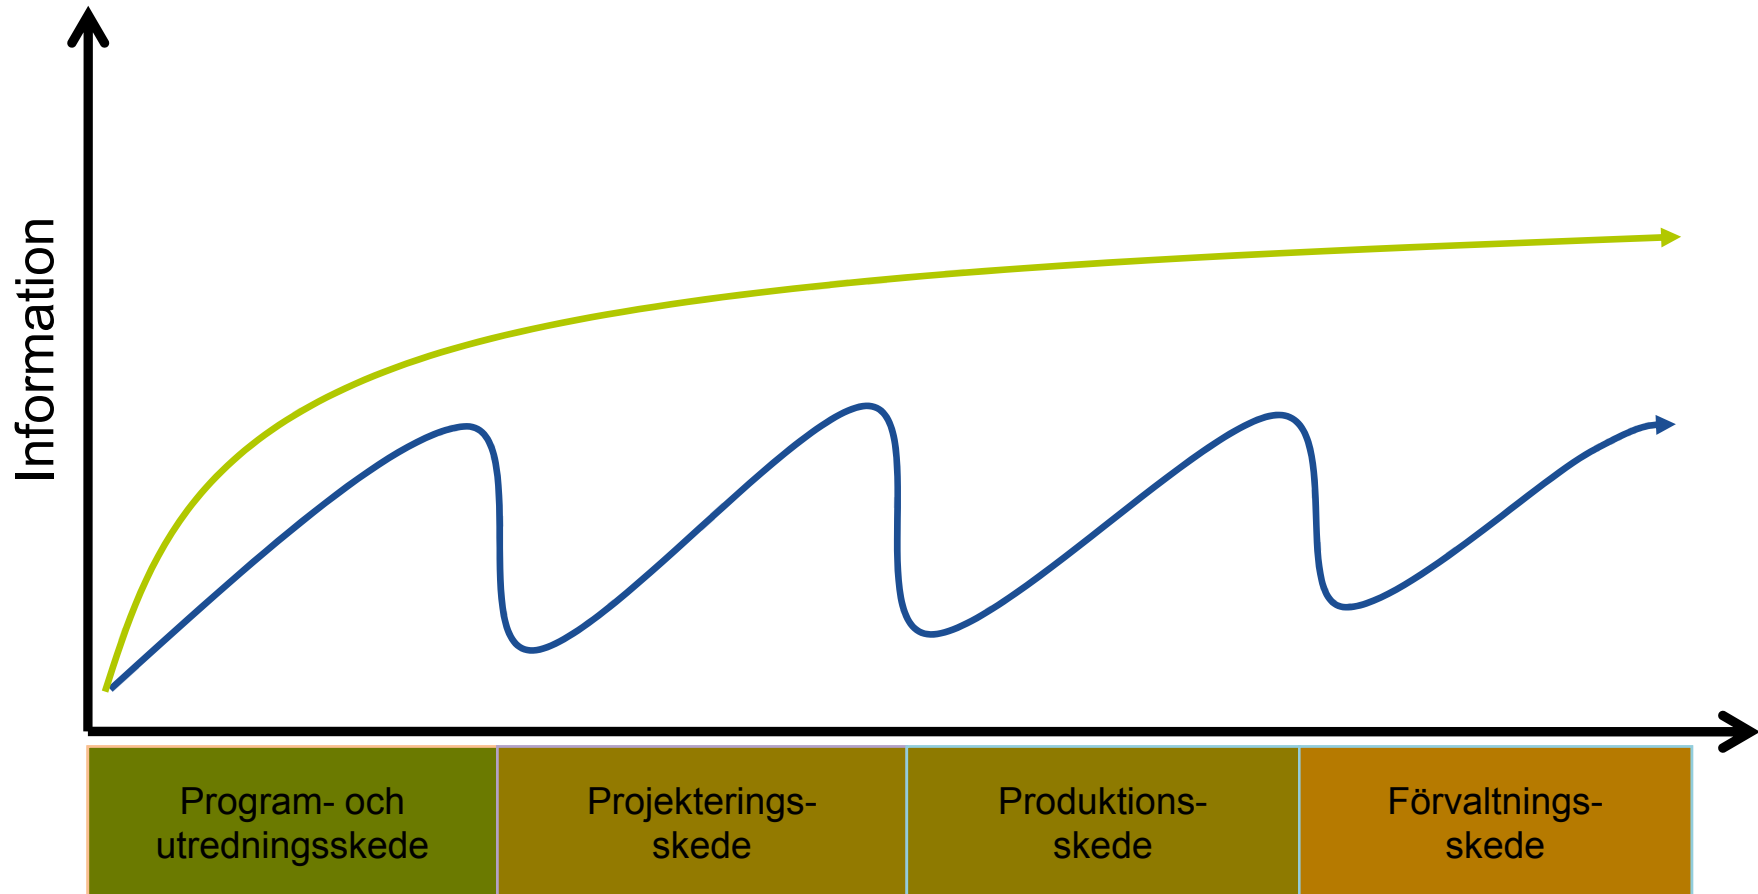 Information
Program- och
utredningsskede
Projekterings-
skede
Produktions-
skede
Förvaltnings-
skede